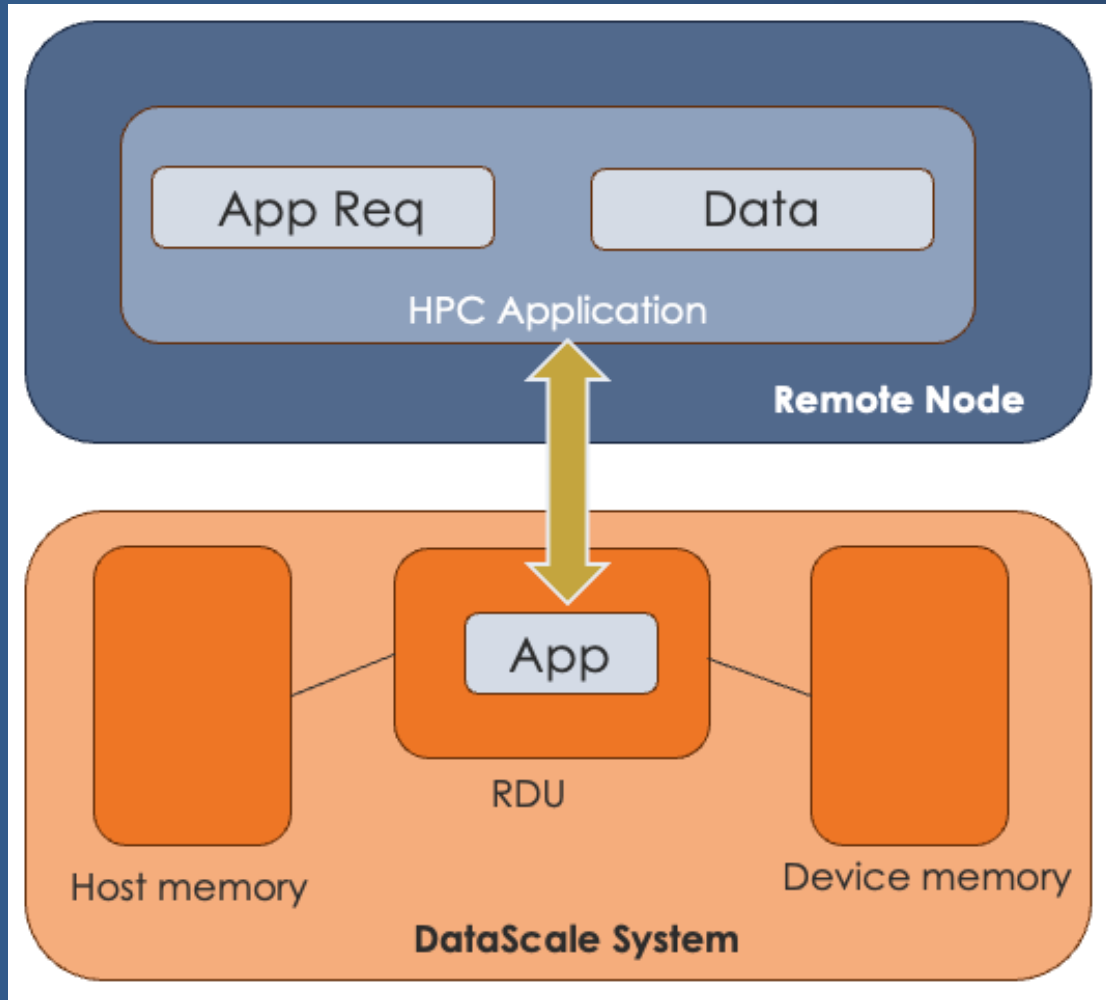 App Req
Data
HPC Application
Remote Node
App
RDU
Host memory
Device memory
DataScale System